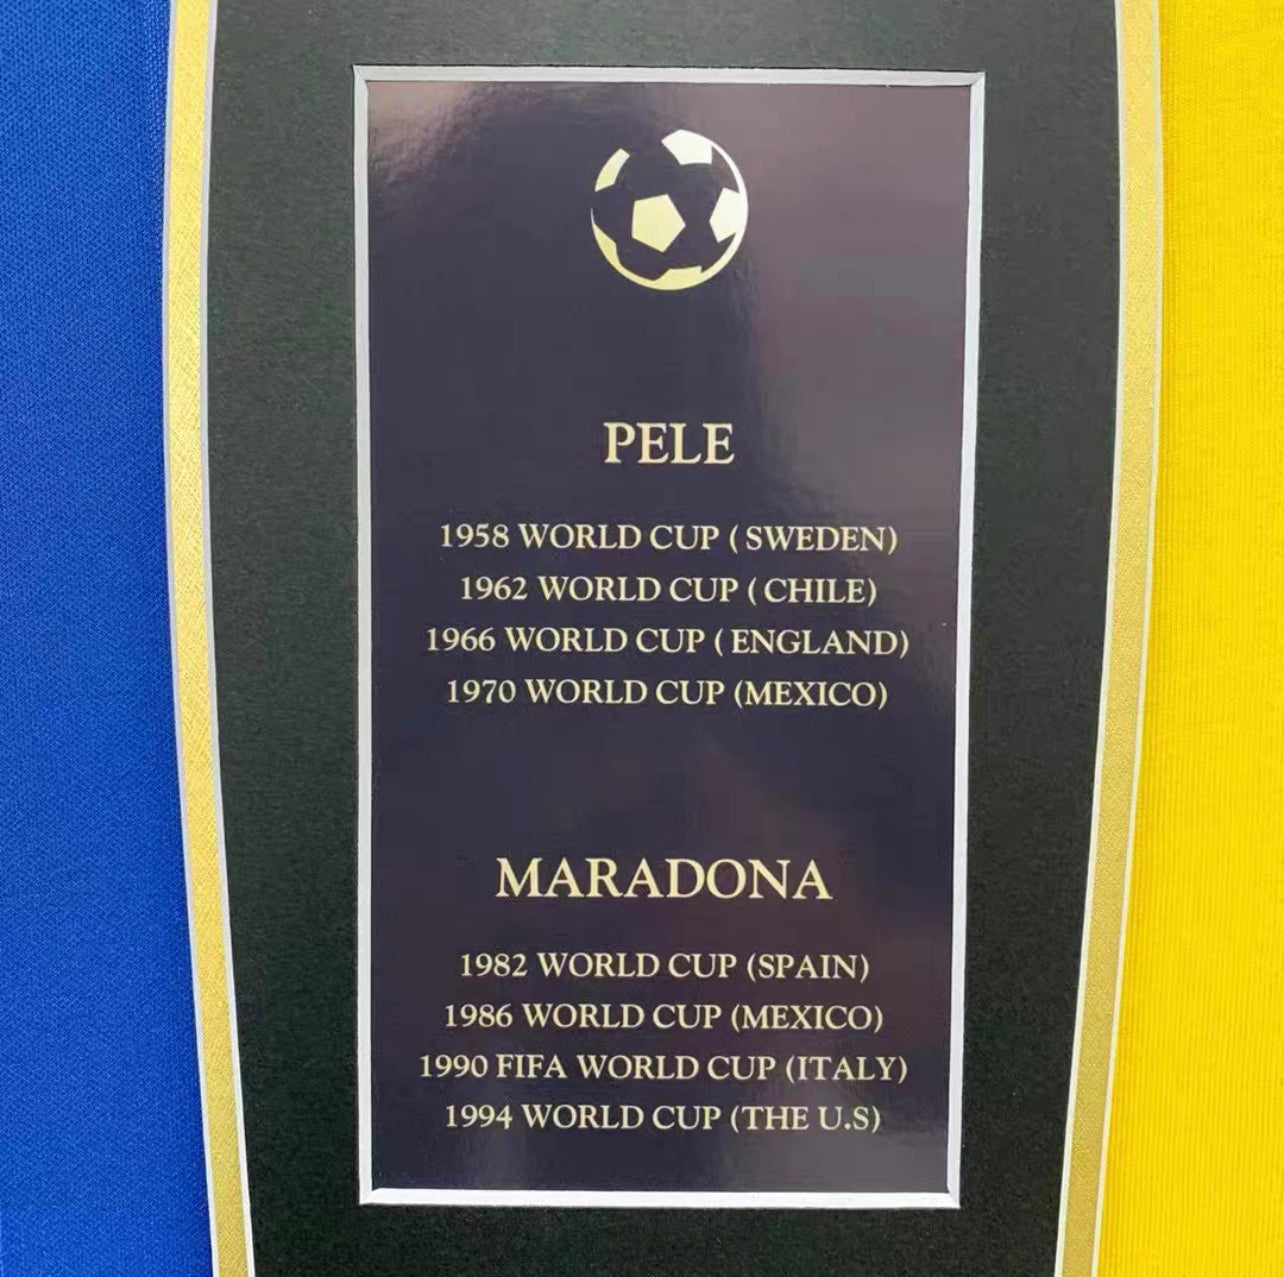 PELE
1958 WORLD CUP ( SWEDEN)
1962 WORLD CUP ( CHILE)
1966 WORLD CUP ( ENGLAND)
1970 WORLD CUP (MEXICO)
MARADONA
1982 WORLD CUP (SPAIN)
1986 WORLD CUP (MEXICO)
1990 FIFA WORLD CUP (ITALY)
1994 WORLD CUP (THE U.S)